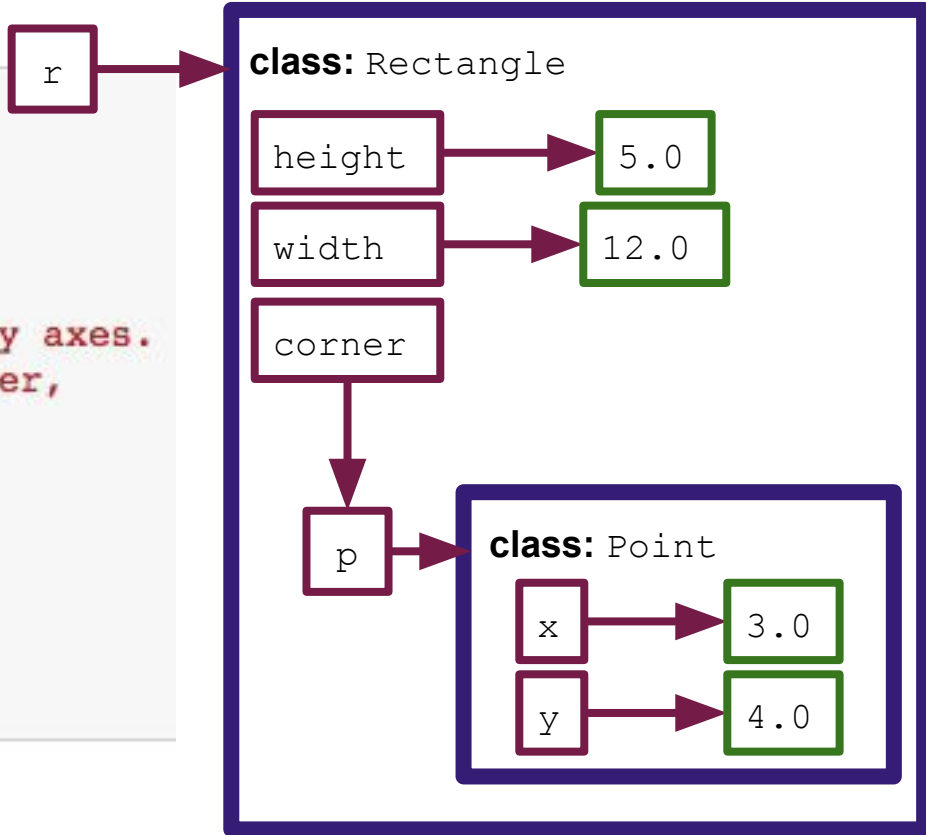 r
class: Rectangle
height 5.0
width 12.0
y axes.
er,
corner
p
class: Point
x 3.0
y 4.0